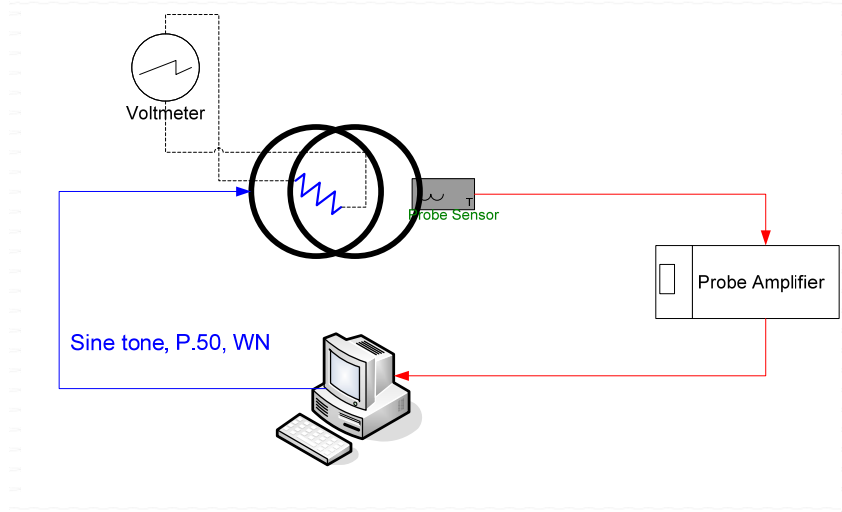 Voltmeter
T
Probe Sensor
Probe Amplifier
Sine tone, P.50, WN